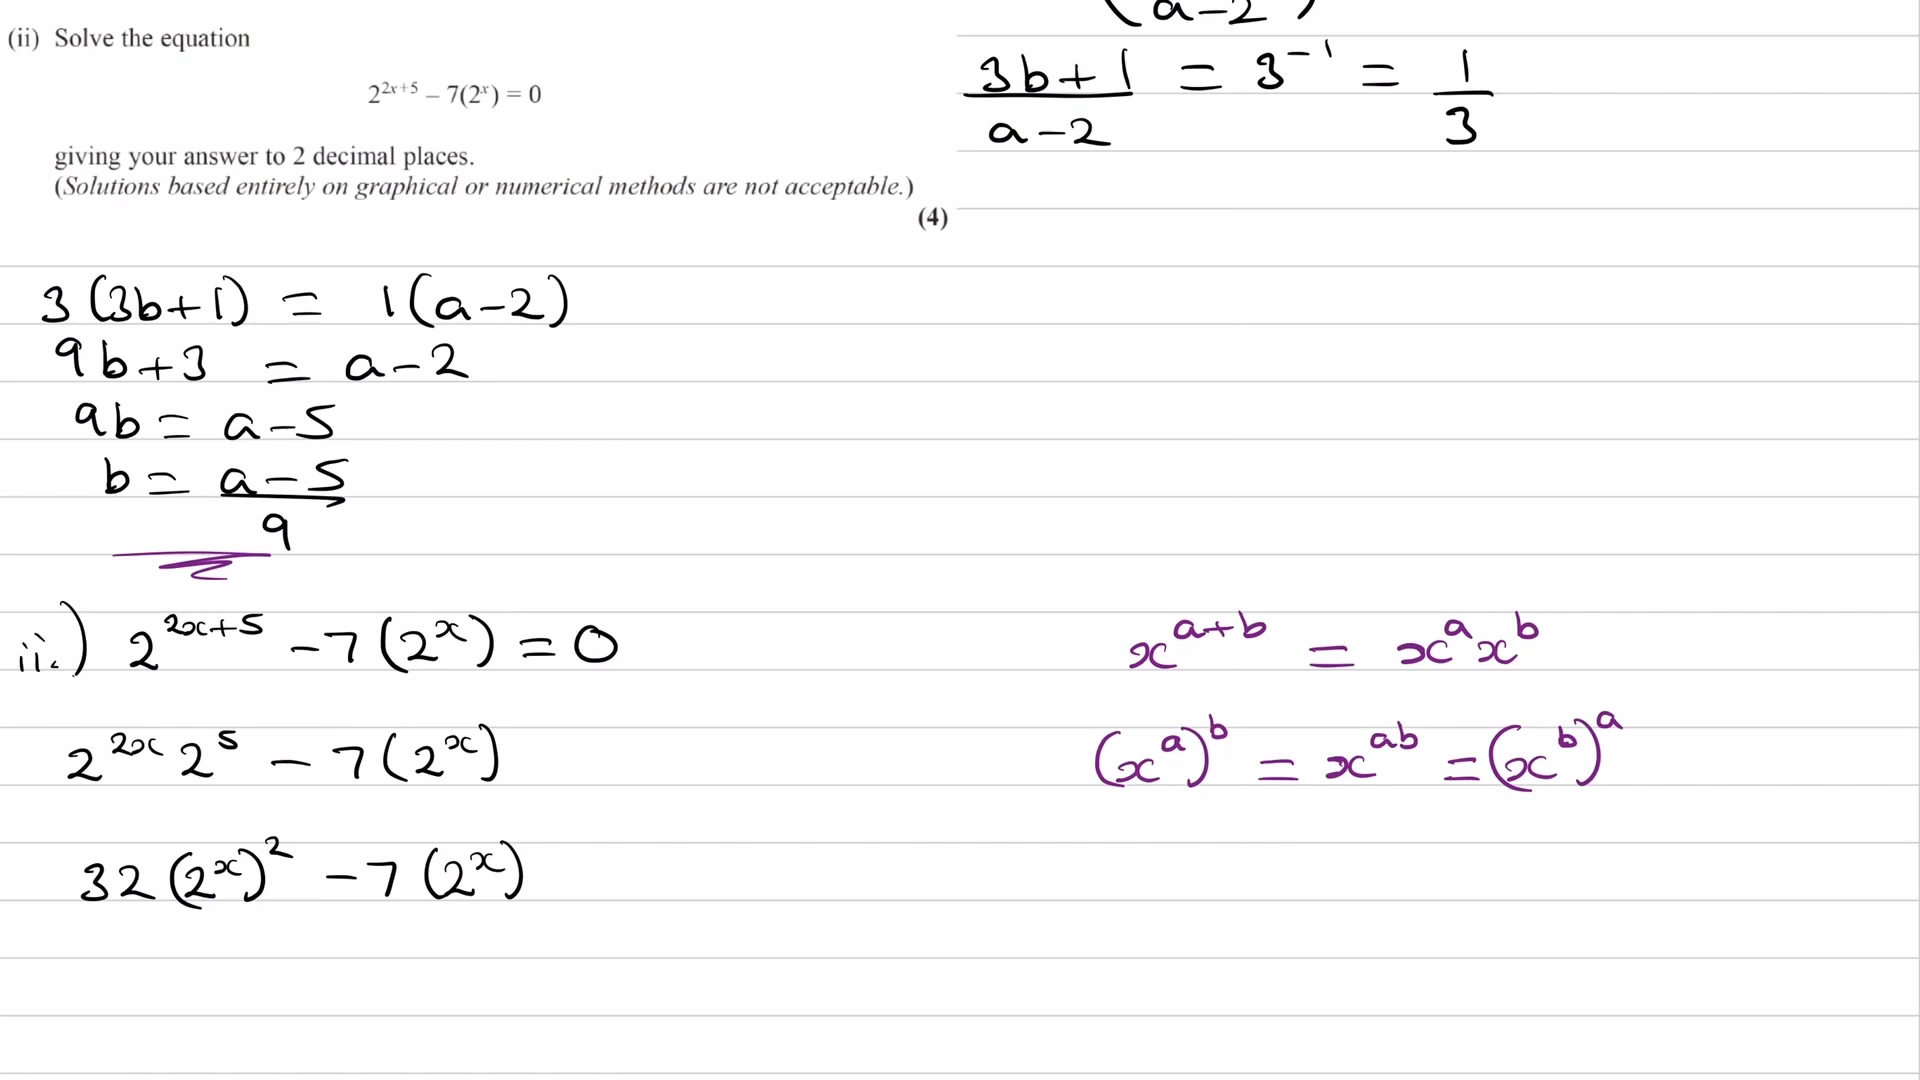 (ii) Solve the equation
2^{2x+5} – 7(2^x) = 0
giving your answer to 2 decimal places.
(Solutions based entirely on graphical or numerical methods are not acceptable.)
(4)
(a-2)
(3b+1)/(a-2) = 3^{-1} = 1/3
3(3b+1) = 1(a-2)
9b+3 = a-2
9b = a-5
b = (a-5)/9
ii.) 2^{2x+5} -7(2^x) = 0
x^{a+b} = x^a x^b
2^{2x} 2^5 - 7(2^x)
(x^a)^b = x^{ab} = (x^b)^a
32(2^x)^2 -7(2^x)